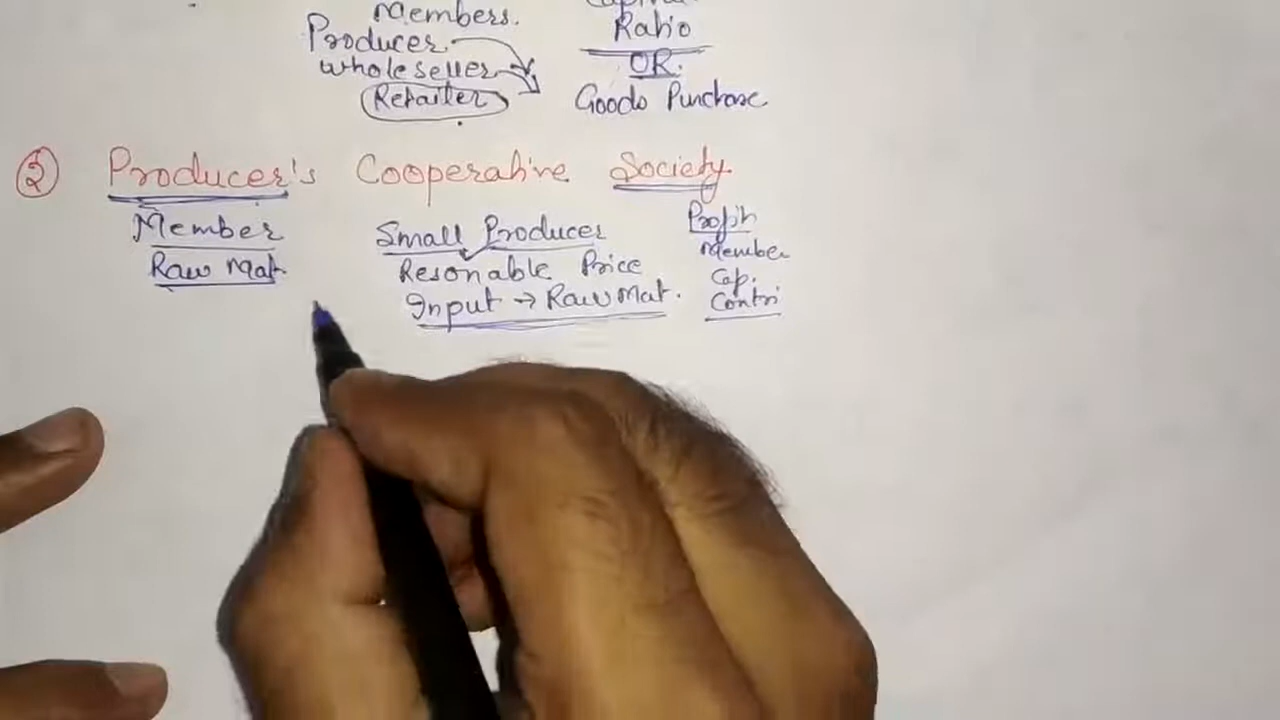 Members.
Producer
wholeseller
Retailer
Ratio
OR.
Goods Purchase
② Producer's Cooperative Society
Member
Raw Mat.
Small Producer
Resonable Price
Input → Raw Mat.
Profit
Member
Cap.
Contri